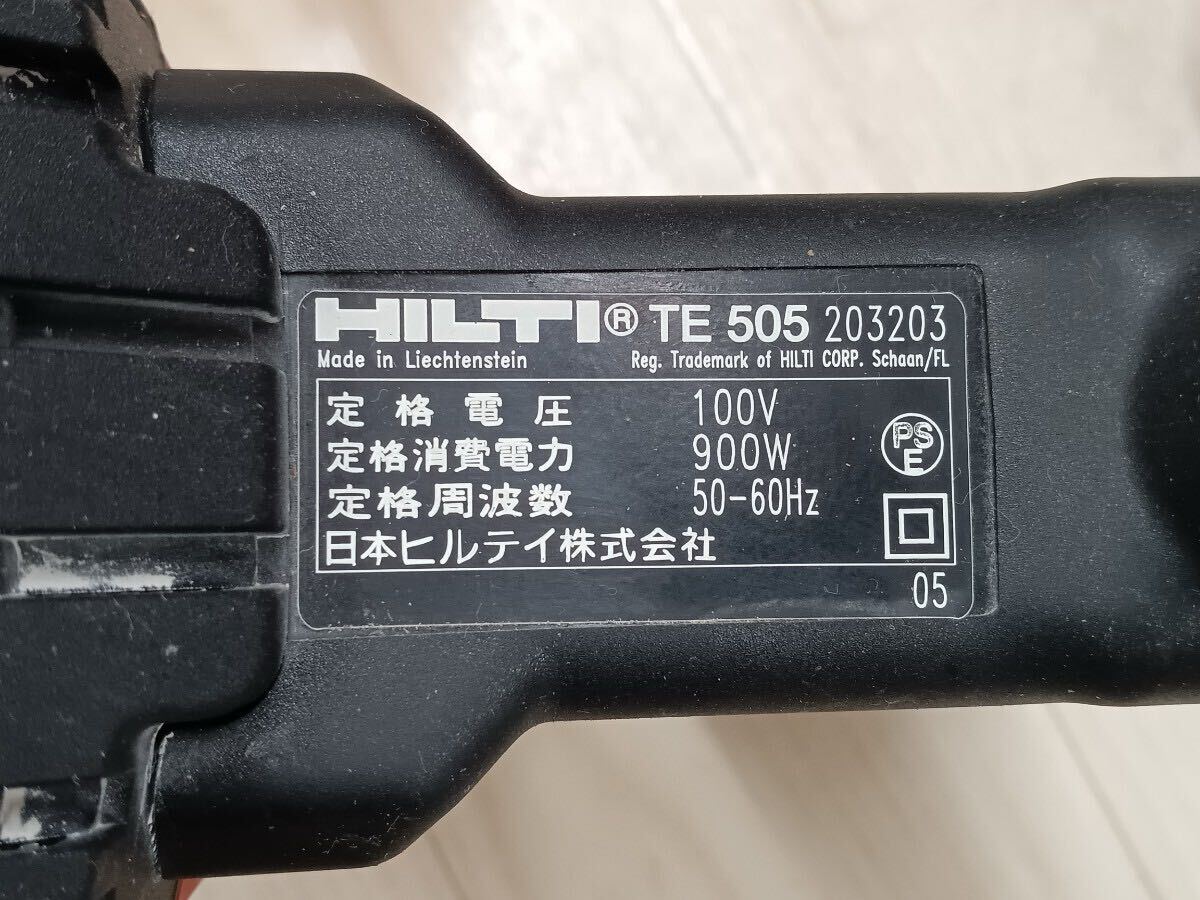 HILTI® TE 505 203203
Made in Liechtenstein Reg. Trademark of HILTI CORP. Schaan/FL
定格電圧 100V
定格消費電力 900W
定格周波数 50-60Hz
日本ヒルテイ株式会社
PS
E
05